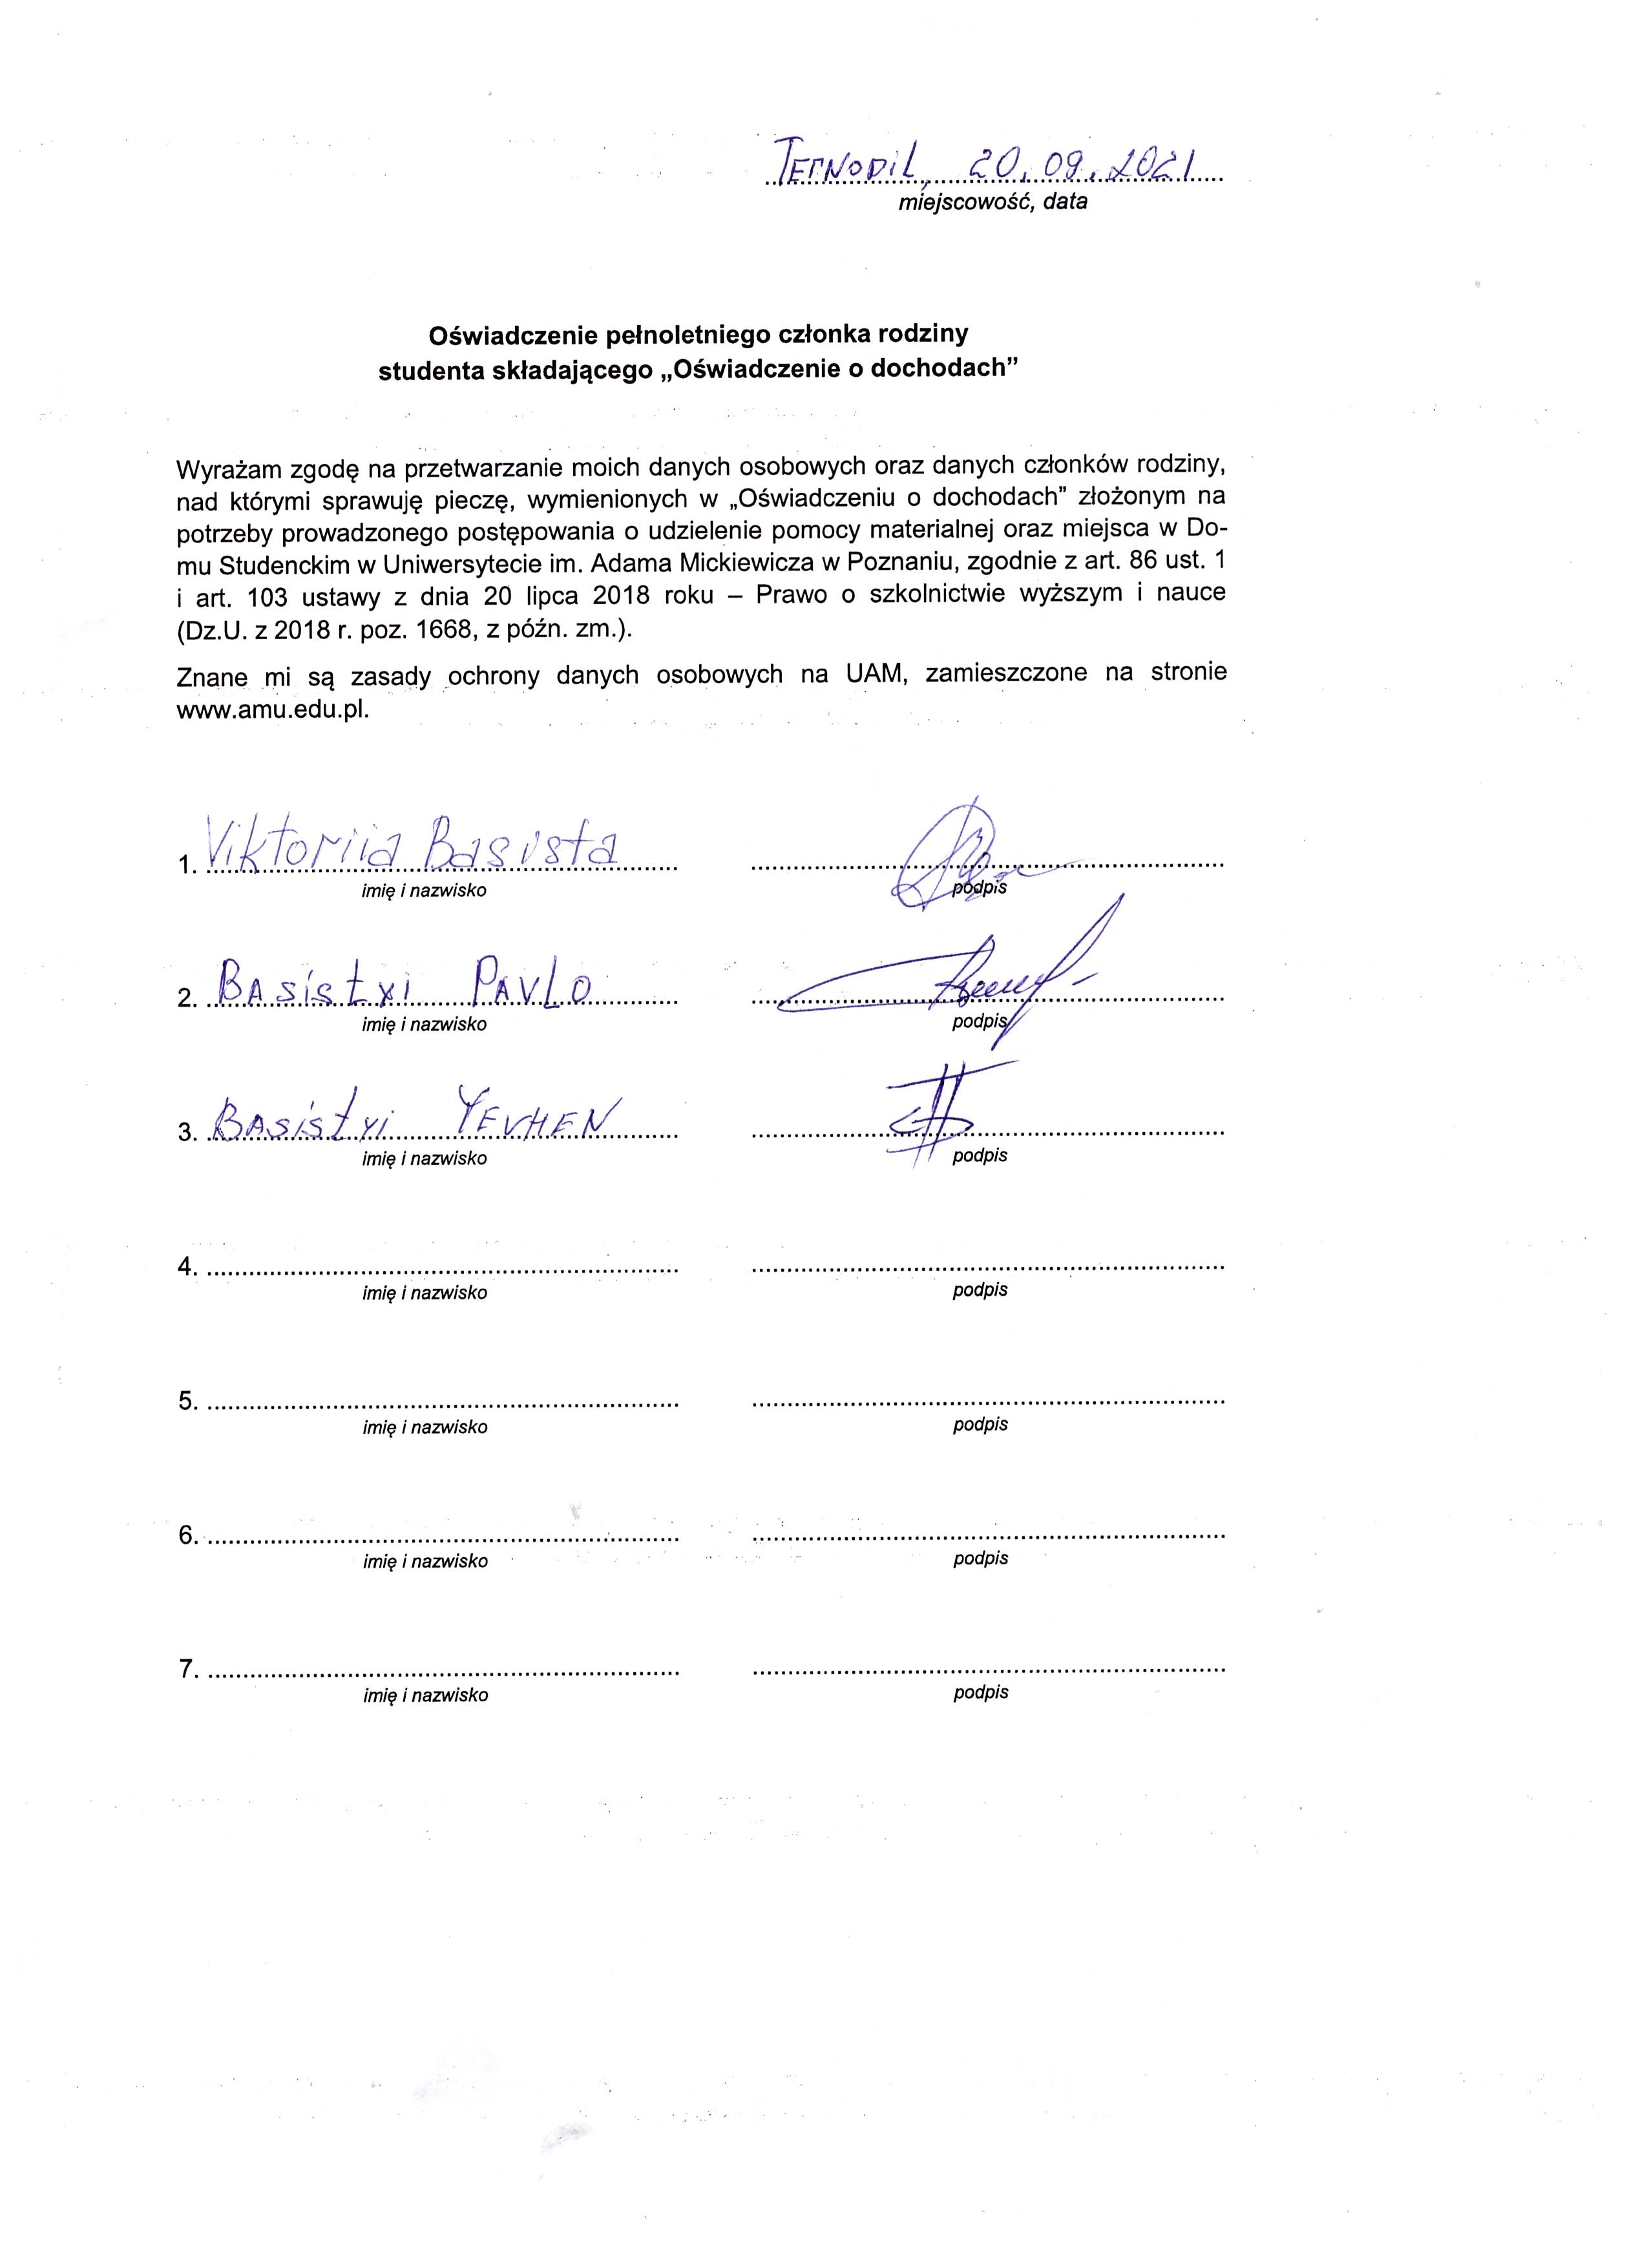 Ternopil, 20.09.2021
miejscowość, data
Oświadczenie pełnoletniego członka rodziny
studenta składającego „Oświadczenie o dochodach”
Wyrażam zgodę na przetwarzanie moich danych osobowych oraz danych członków rodziny,
nad którymi sprawuję pieczę, wymienionych w „Oświadczeniu o dochodach” złożonym na
potrzeby prowadzonego postępowania o udzielenie pomocy materialnej oraz miejsca w Do-
mu Studenckim w Uniwersytecie im. Adama Mickiewicza w Poznaniu, zgodnie z art. 86 ust. 1
i art. 103 ustawy z dnia 20 lipca 2018 roku – Prawo o szkolnictwie wyższym i nauce
(Dz.U. z 2018 r. poz. 1668, z późn. zm.).
Znane mi są zasady ochrony danych osobowych na UAM, zamieszczone na stronie
www.amu.edu.pl.
1. Viktoriia Basista
imię i nazwisko podpis
2. Basistyi Pavlo
imię i nazwisko podpis
3. Basistyi Yevhen
imię i nazwisko podpis
4.
imię i nazwisko podpis
5.
imię i nazwisko podpis
6.
imię i nazwisko podpis
7.
imię i nazwisko podpis